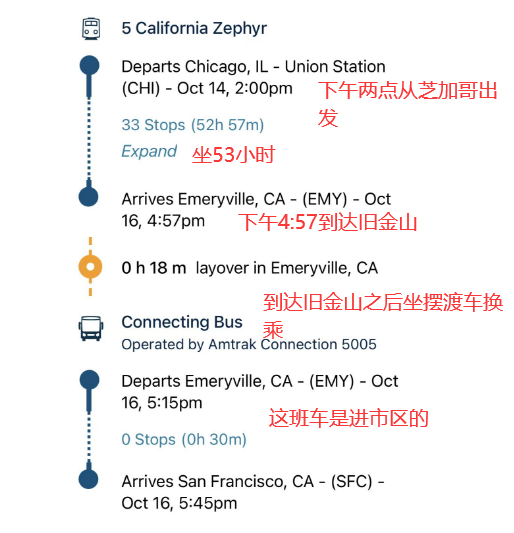 5 California Zephyr
Departs Chicago, IL - Union Station
(CHI) - Oct 14, 2:00pm
下午两点从芝加哥出
发
33 Stops (52h 57m)
Expand
坐53小时
Arrives Emeryville, CA - (EMY) - Oct
16, 4:57pm
下午4:57到达旧金山
0 h 18 m layover in Emeryville, CA
到达旧金山之后坐摆渡车换
乘
Connecting Bus
Operated by Amtrak Connection 5005
Departs Emeryville, CA - (EMY) - Oct
16, 5:15pm
这班车是进市区的
0 Stops (0h 30m)
Arrives San Francisco, CA - (SFC) -
Oct 16, 5:45pm